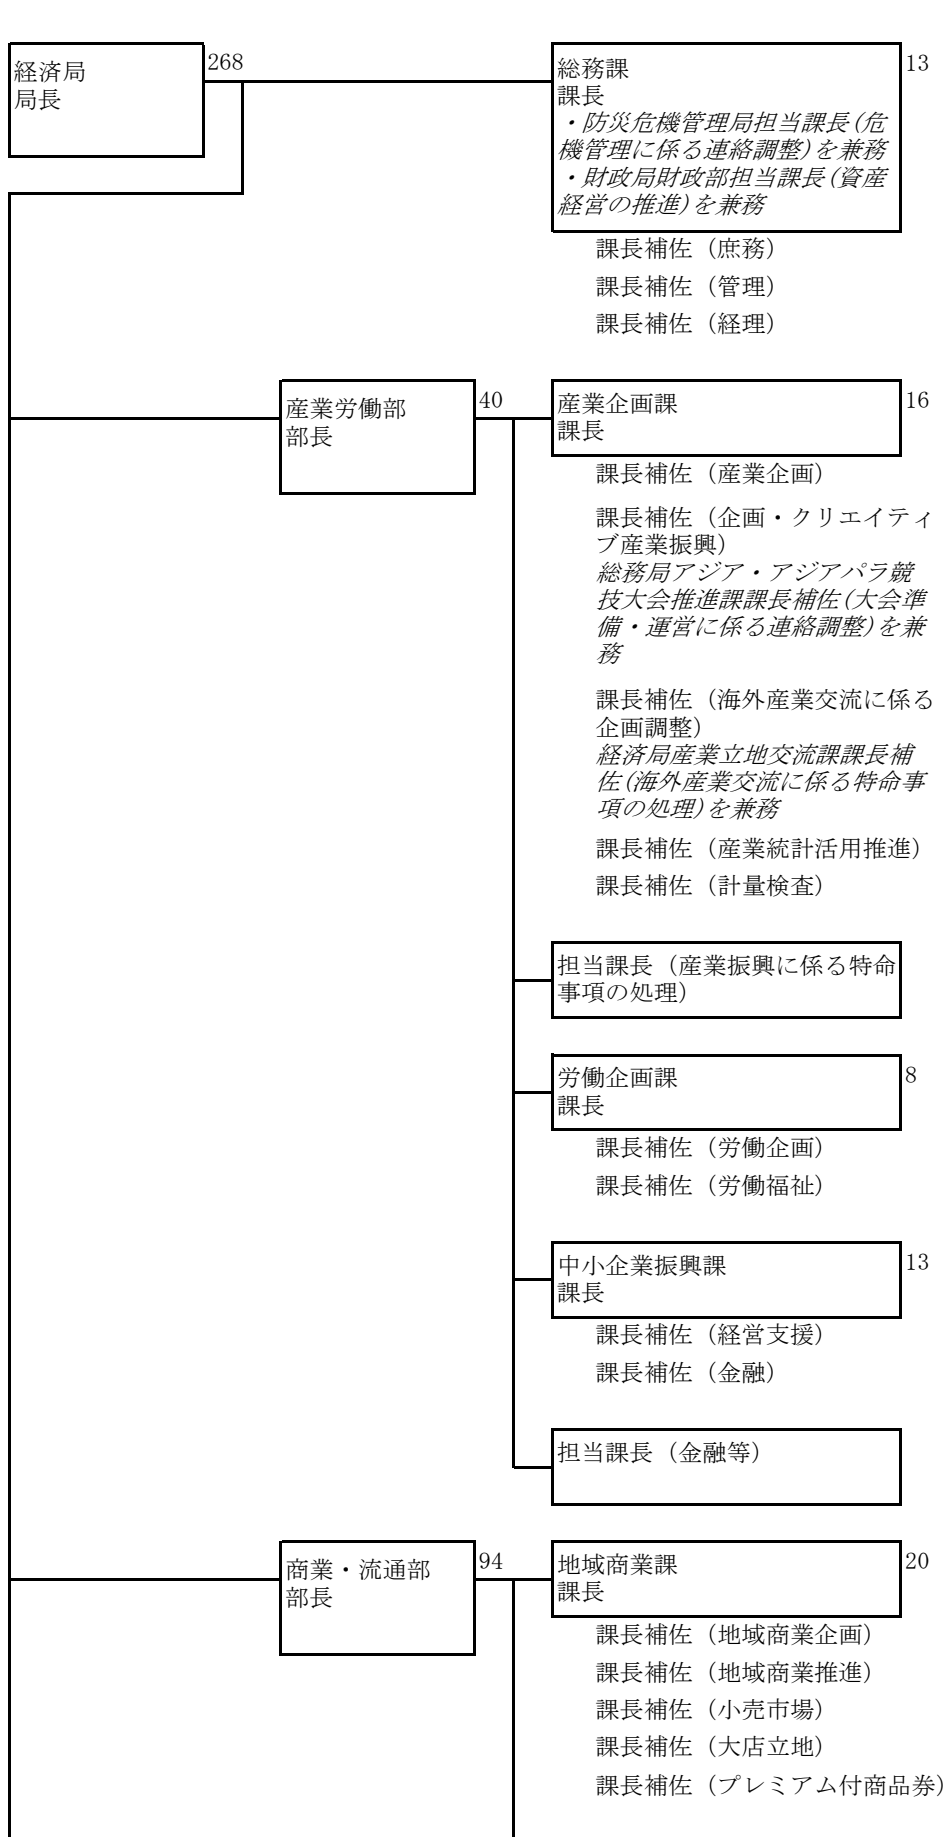 経済局
局長
268
総務課
課長
・防災危機管理局担当課長(危
機管理に係る連絡調整)を兼務
・財政局財政部担当課長(資産
経営の推進)を兼務
13
課長補佐（庶務）
課長補佐（管理）
課長補佐（経理）
産業労働部
部長
40
産業企画課
課長
16
課長補佐（産業企画）
課長補佐（企画・クリエイティ
ブ産業振興）
総務局アジア・アジアパラ競
技大会推進課課長補佐(大会準
備・運営に係る連絡調整)を兼
務
課長補佐（海外産業交流に係る
企画調整）
経済局産業立地交流課課長補
佐(海外産業交流に係る特命事
項の処理)を兼務
課長補佐（産業統計活用推進）
課長補佐（計量検査）
担当課長（産業振興に係る特命
事項の処理）
労働企画課
課長
8
課長補佐（労働企画）
課長補佐（労働福祉）
中小企業振興課
課長
13
課長補佐（経営支援）
課長補佐（金融）
担当課長（金融等）
商業・流通部
部長
94
地域商業課
課長
20
課長補佐（地域商業企画）
課長補佐（地域商業推進）
課長補佐（小売市場）
課長補佐（大店立地）
課長補佐（プレミアム付商品券）